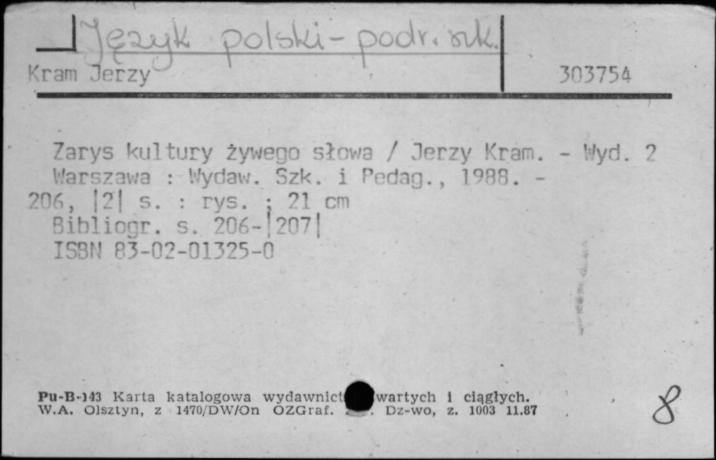 Język polski - podr. szk.
Kram Jerzy 303754
Zarys kultury żywego słowa / Jerzy Kram. - Wyd. 2
Warszawa : Wydaw. Szk. i Pedag., 1988. -
206, |2| s. : rys. ; 21 cm
Bibliogr. s. 206-|207|
ISBN 83-02-01325-0
Pu-B-143 Karta katalogowa wydawnict wartych i ciągłych.
W.A. Olsztyn, z 1470/DW/On OZGraf. Dz-wo, z. 1003 11.87
8